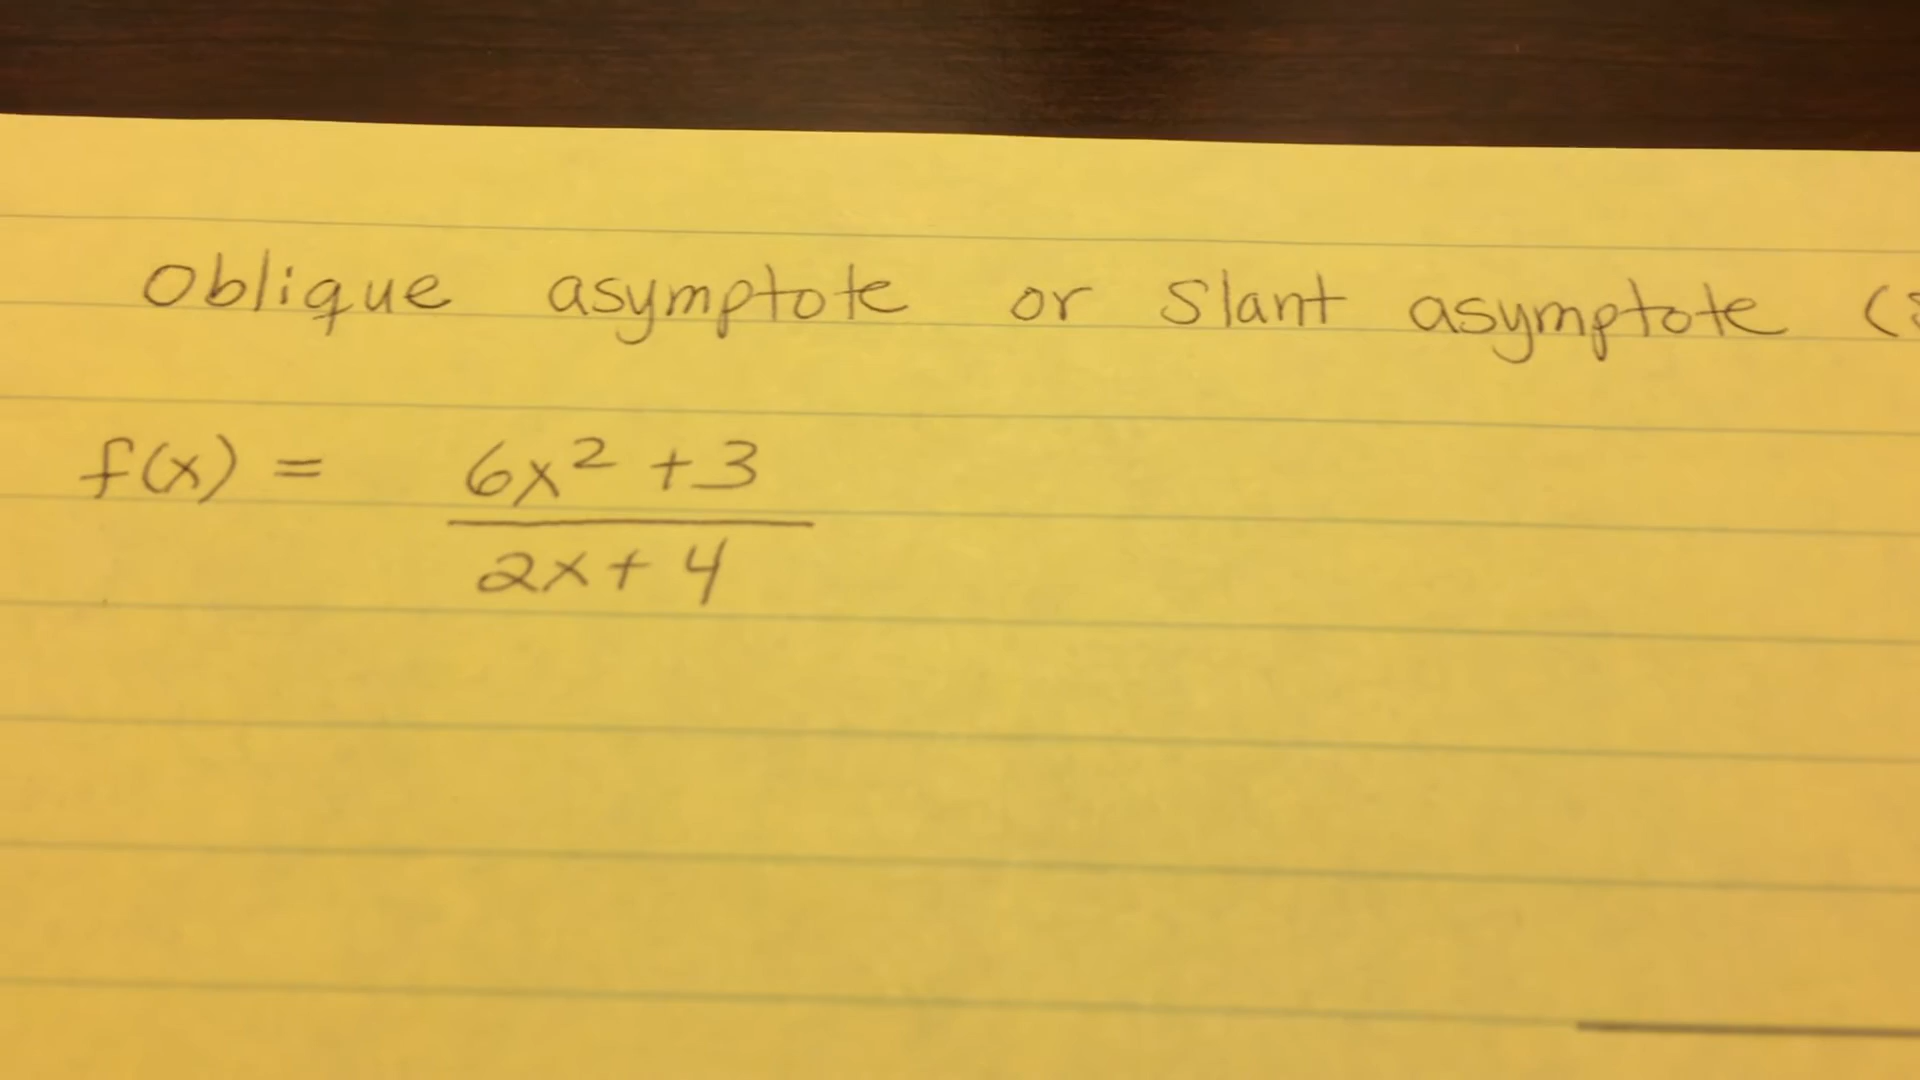 Oblique asymptote or Slant asymptote (
f(x) = 6x² + 3
2x + 4